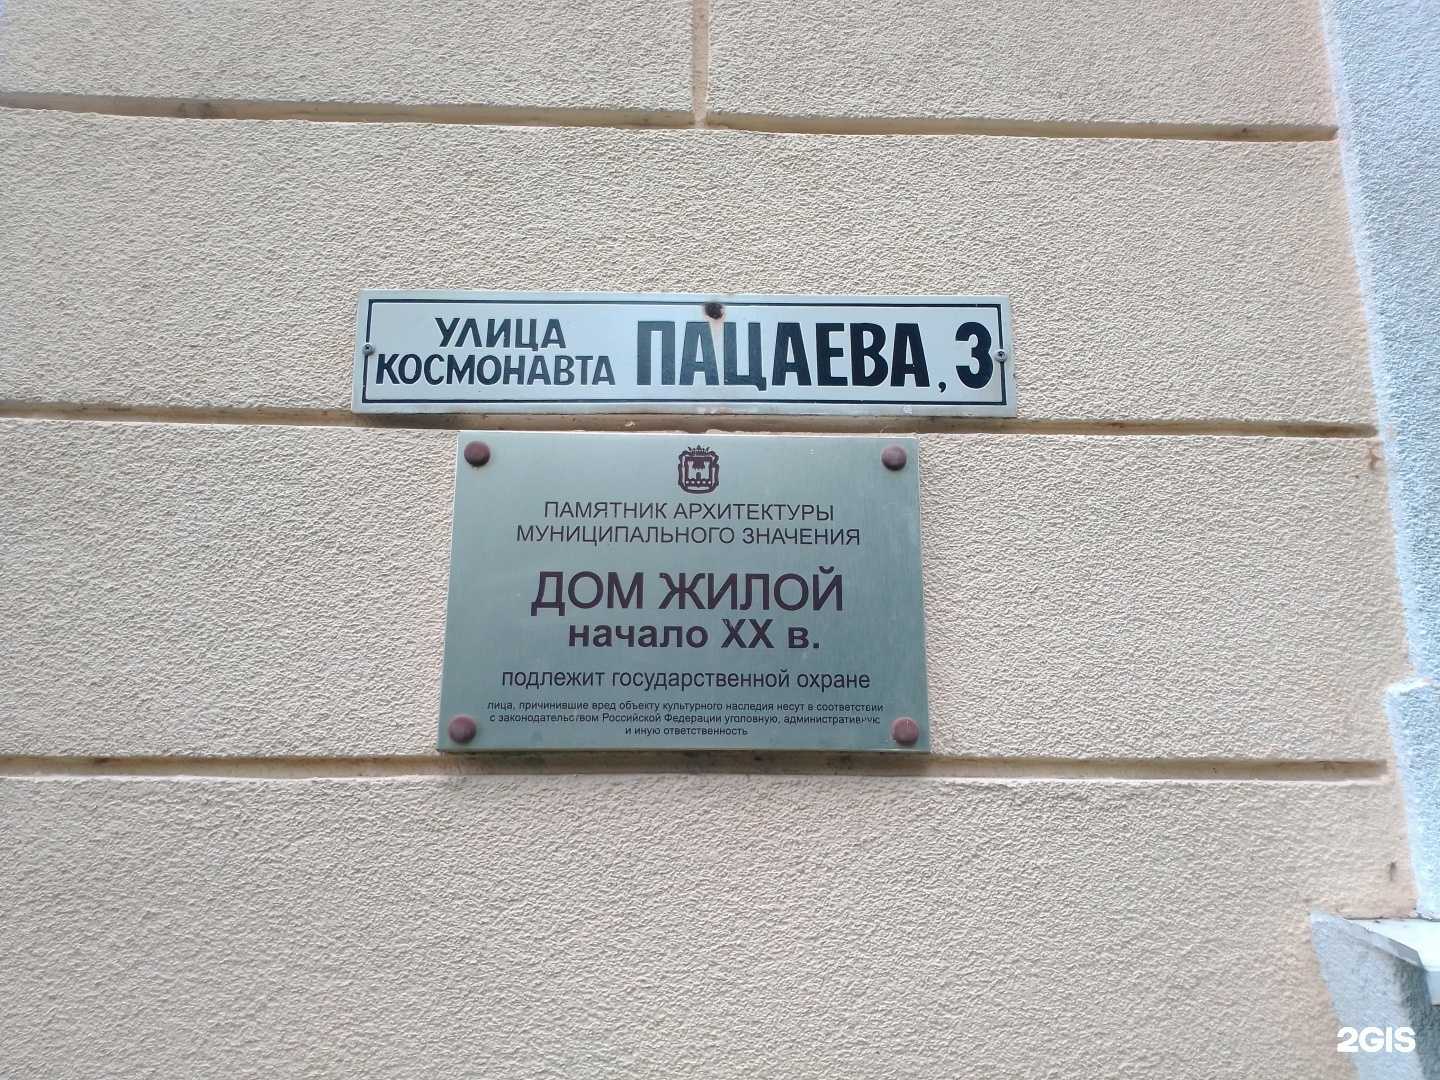 УЛИЦА
КОСМОНАВТА ПАЦАЕВА, 3
ПАМЯТНИК АРХИТЕКТУРЫ
МУНИЦИПАЛЬНОГО ЗНАЧЕНИЯ
ДОМ ЖИЛОЙ
начало XX в.
подлежит государственной охране
лица, причинившие вред объекту культурного наследия несут в соответствии
с законодательством Российской Федерации уголовную, административную
и иную ответственность
2GIS